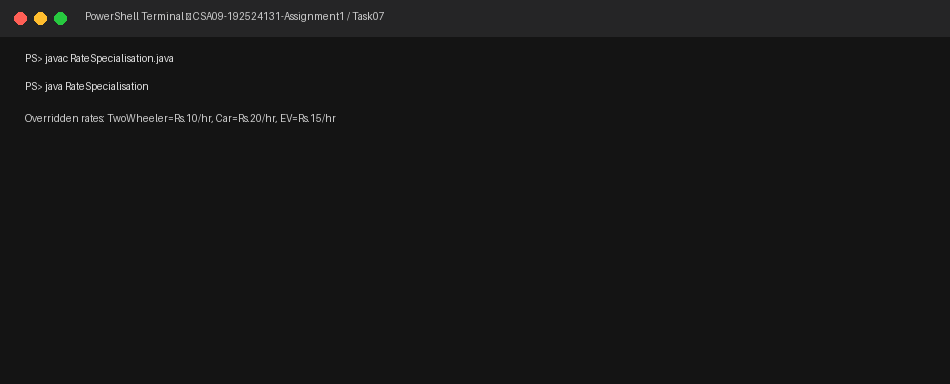 PowerShell Terminal ▯ CSA09-192524131-Assignment1 / Task07
PS> javac RateSpecialisation.java
PS> java RateSpecialisation
Overridden rates: TwoWheeler=Rs.10/hr, Car=Rs.20/hr, EV=Rs.15/hr